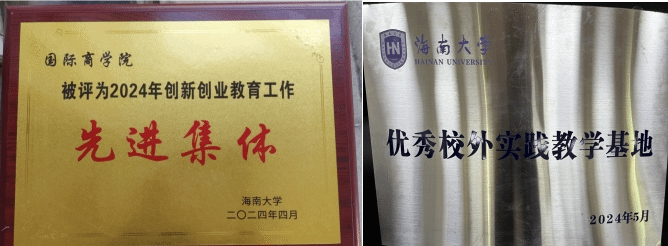 国际商学院
被评为2024年创新创业教育工作
先进集体
海南大学
二〇二四年四月
HN
海南大学
HAINAN UNIVERSITY
优秀校外实践教学基地
2024年5月